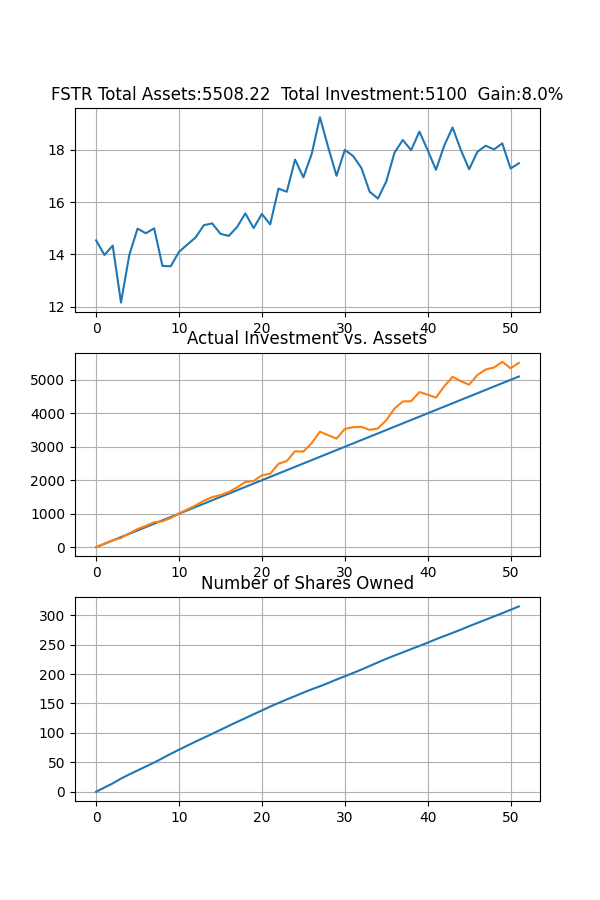 FSTR Total Assets:5508.22  Total Investment:5100  Gain:8.0%
18
16
14
12
0 10 20 30 40 50
Actual Investment vs. Assets
5000
4000
3000
2000
1000
0
0 10 20 30 40 50
Number of Shares Owned
300
250
200
150
100
50
0
0 10 20 30 40 50